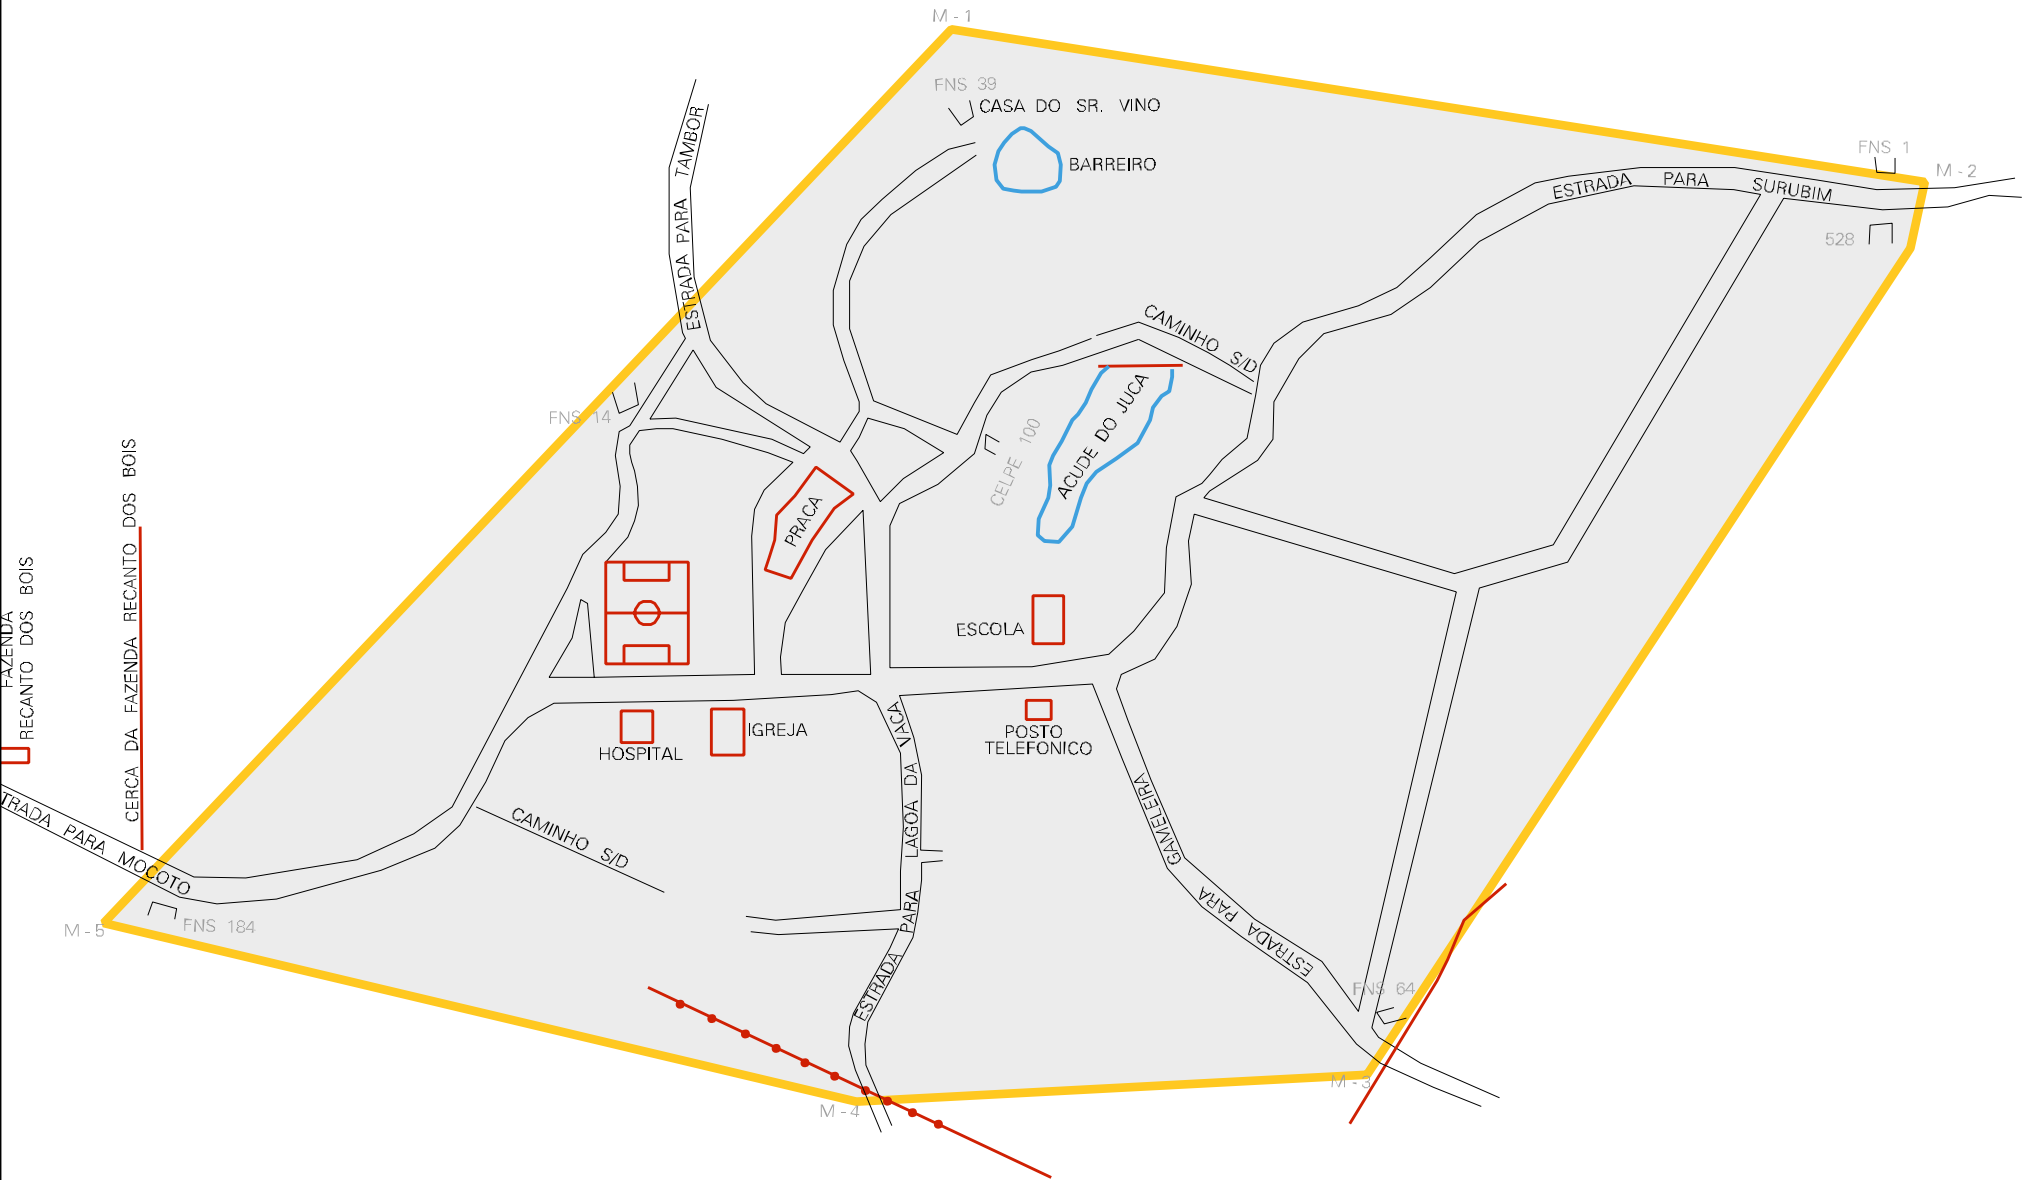 M - 1
FNS 39
CASA DO SR. VINO
BARREIRO
ESTRADA PARA TAMBOR
FNS 1
M - 2
ESTRADA PARA SURUBIM
528
CAMINHO S/D
FNS 14
CELPE 100
ACUDE DO JUCA
PRACA
CERCA DA FAZENDA RECANTO DOS BOIS
FAZENDA
RECANTO DOS BOIS
ESCOLA
HOSPITAL
IGREJA
POSTO
TELEFONICO
ESTRADA PARA LAGOA DA VACA
ESTRADA PARA GAMELEIRA
TRADA PARA MOCOTO
CAMINHO S/D
M - 5
FNS 184
FNS 64
M - 3
M - 4